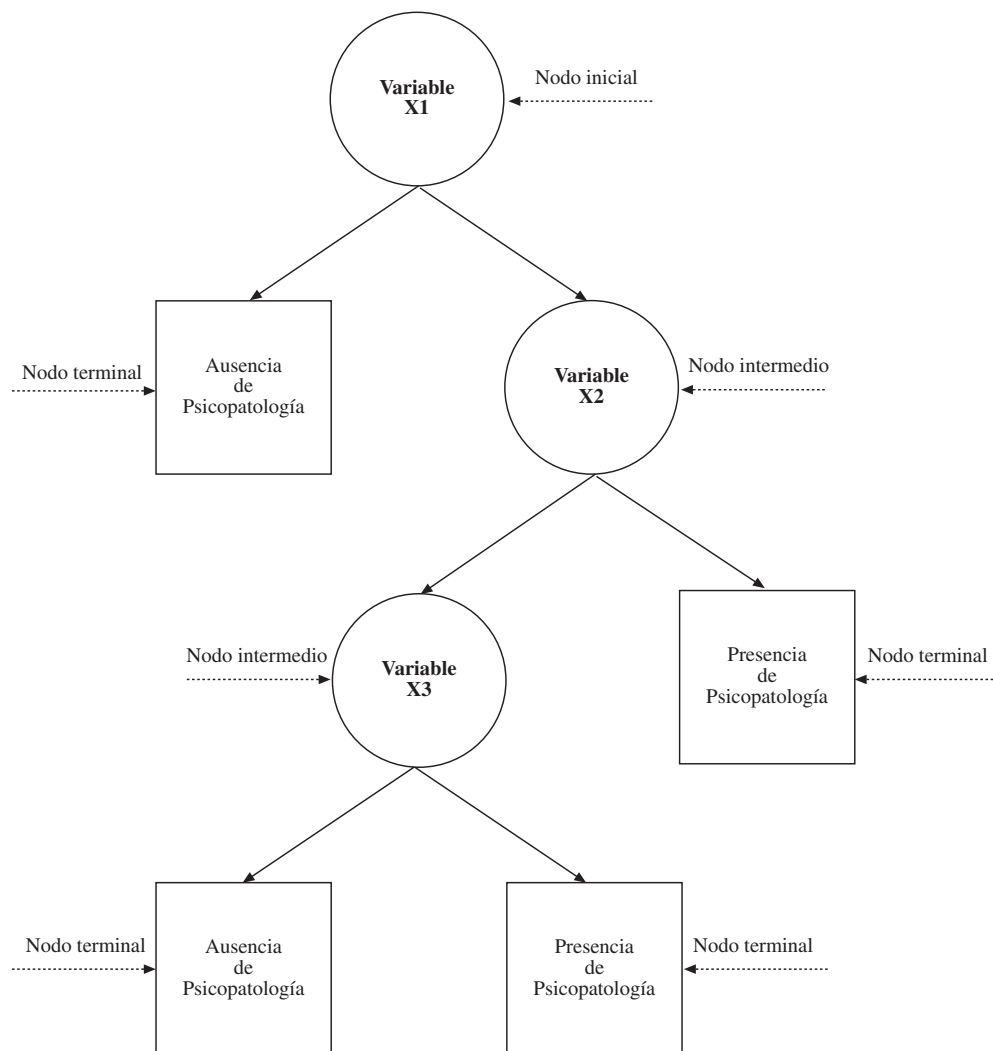 Variable
X1
Nodo inicial
Nodo terminal
Ausencia
de
Psicopatología
Variable
X2
Nodo intermedio
Nodo intermedio
Variable
X3
Presencia
de
Psicopatología
Nodo terminal
Nodo terminal
Ausencia
de
Psicopatología
Presencia
de
Psicopatología
Nodo terminal